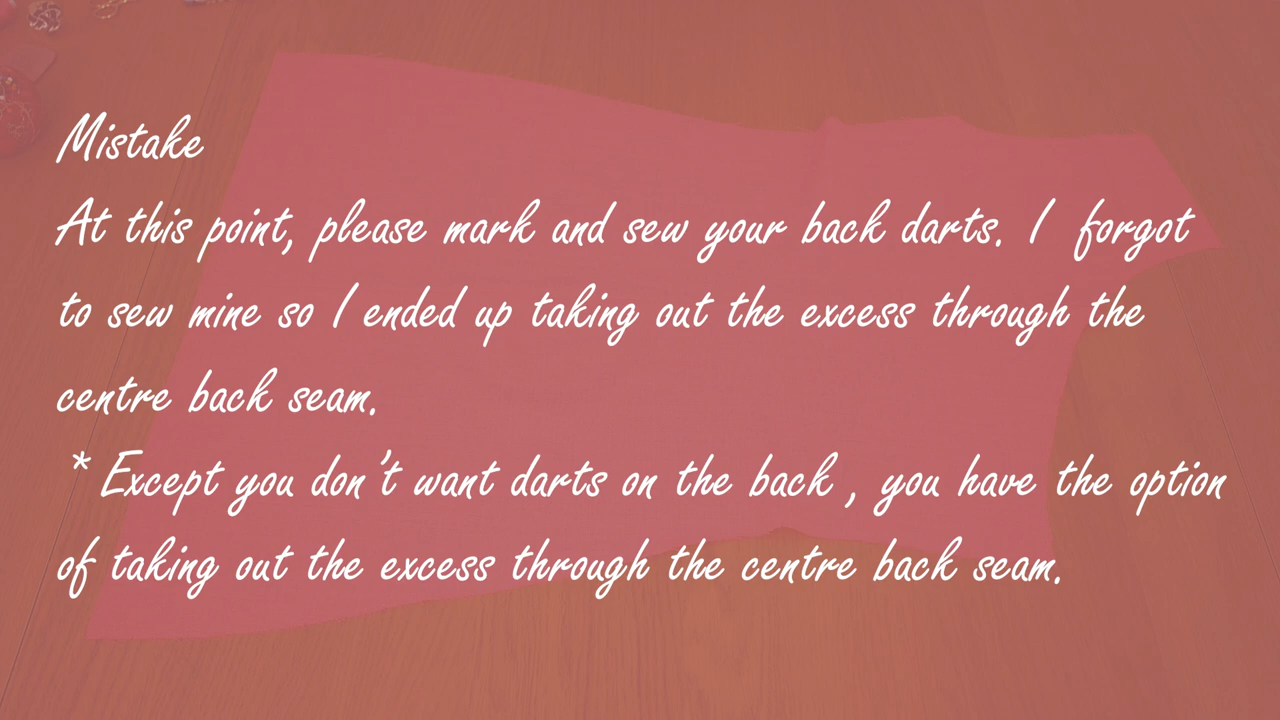 Mistake
At this point, please mark and sew your back darts. I forgot
to sew mine so I ended up taking out the excess through the
centre back seam.
* Except you don't want darts on the back , you have the option
of taking out the excess through the centre back seam.